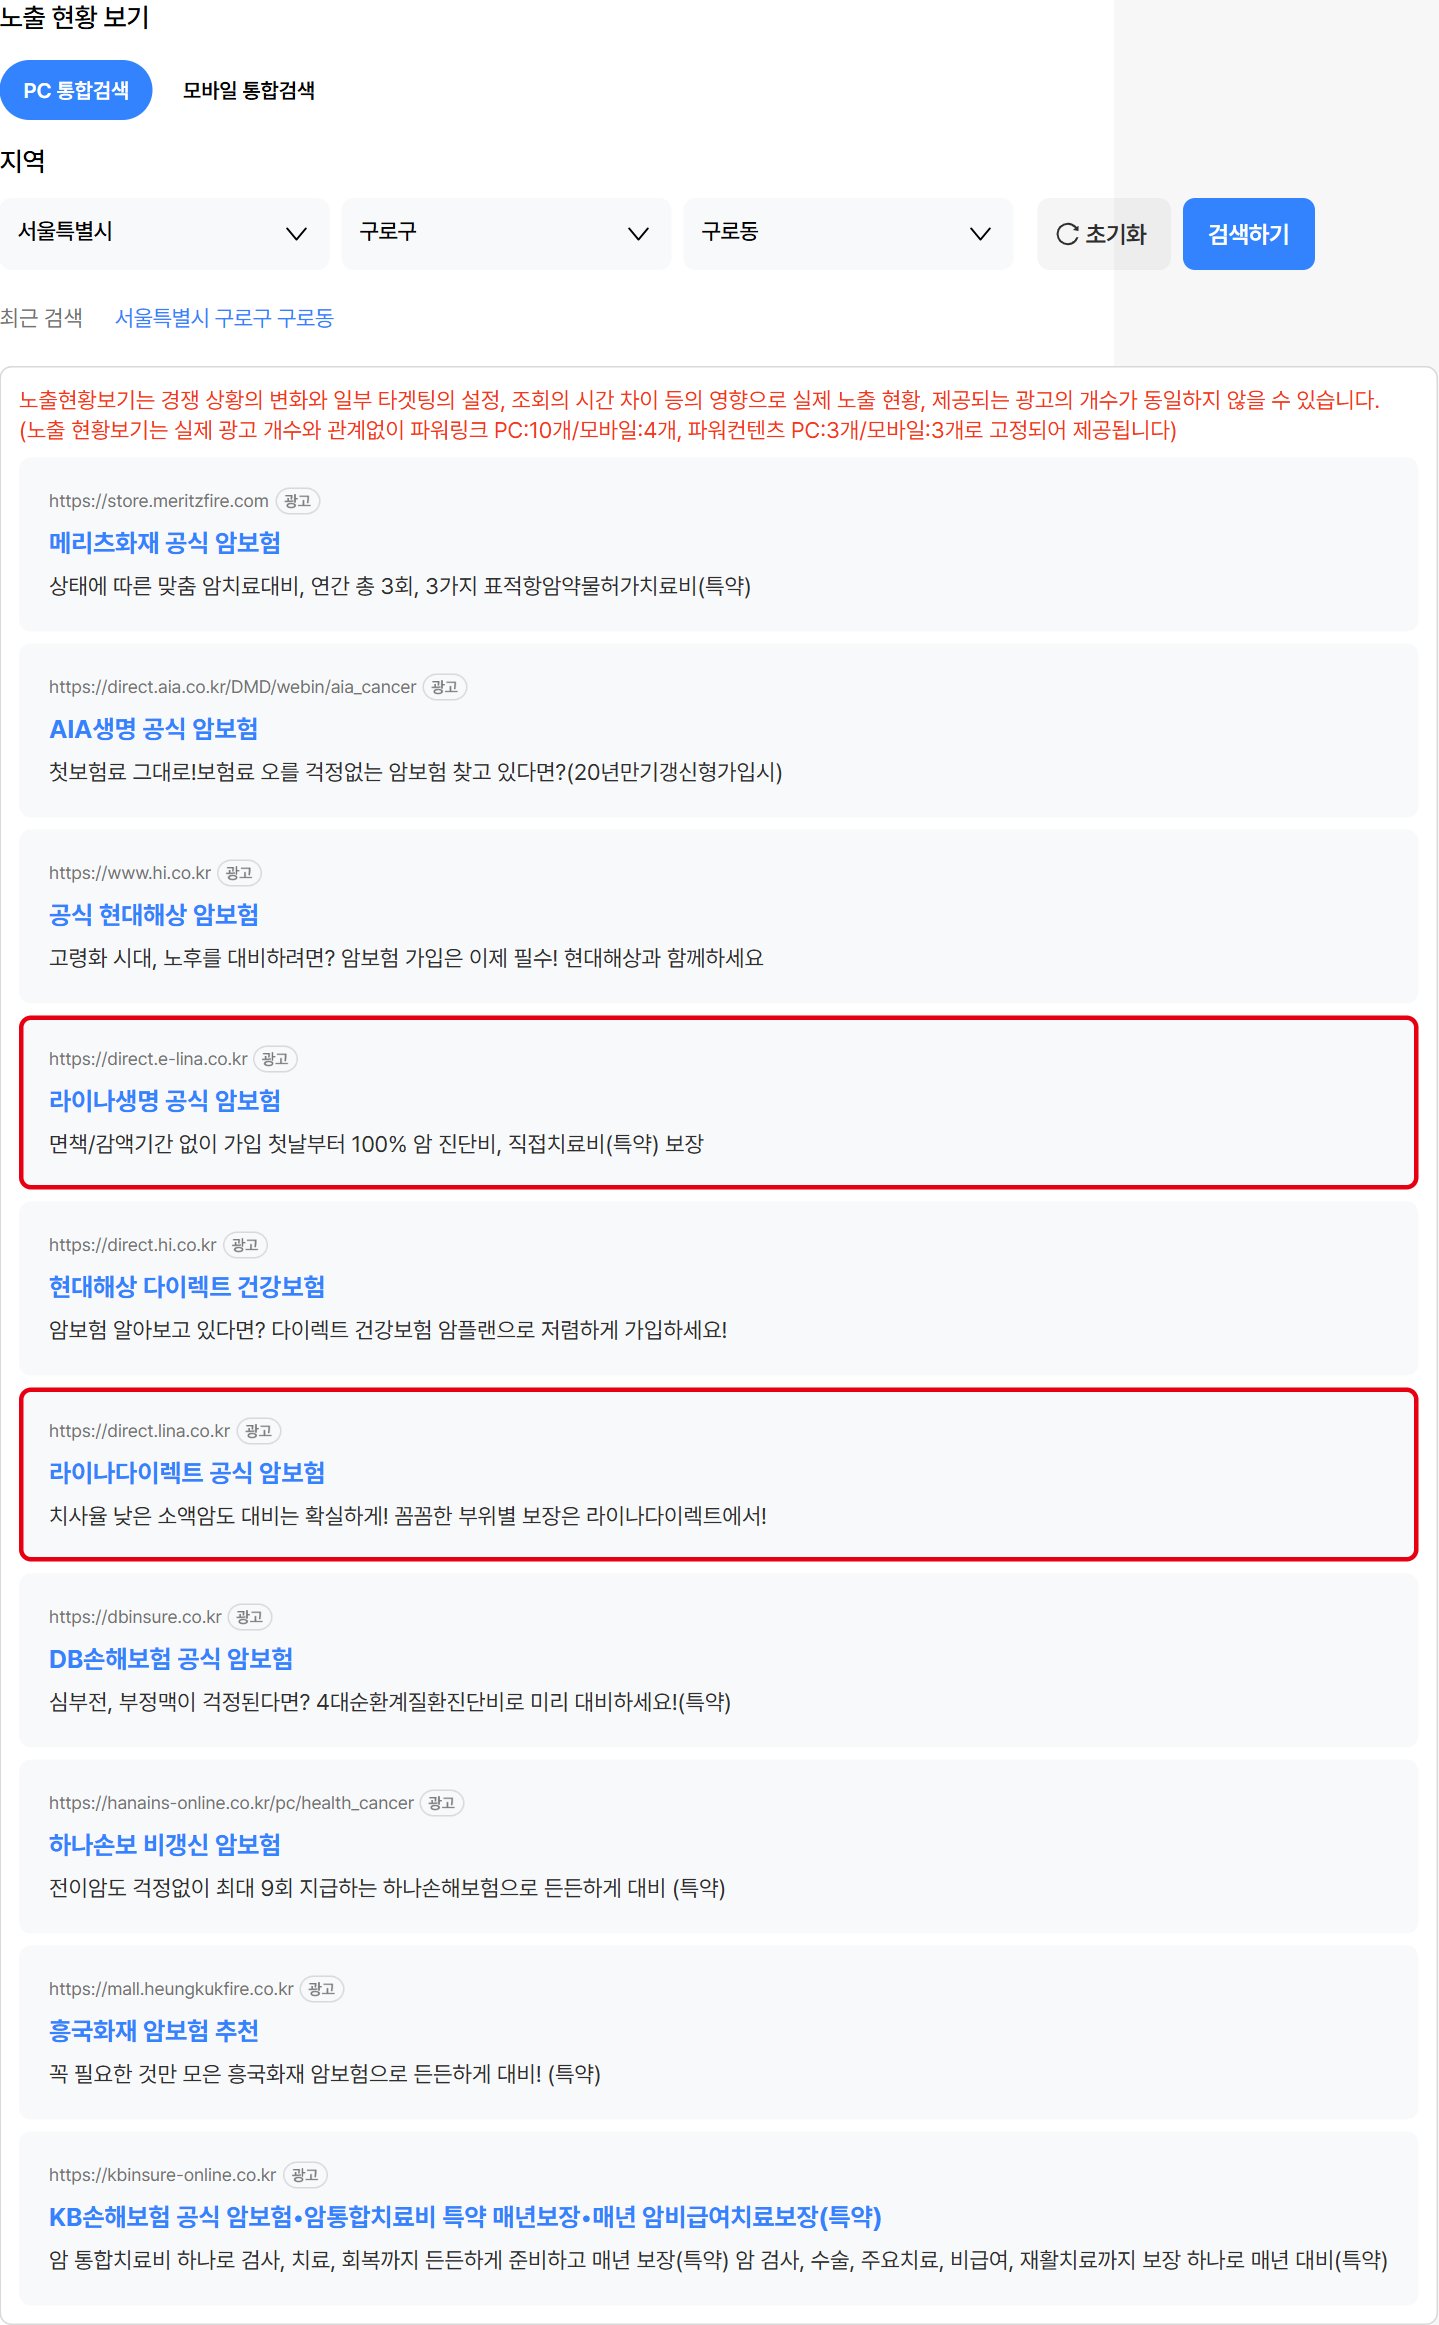 노출 현황 보기
PC 통합검색 모바일 통합검색
지역
서울특별시 구로구 구로동 초기화 검색하기
최근 검색 서울특별시 구로구 구로동
노출현황보기는 경쟁 상황의 변화와 일부 타겟팅의 설정, 조회의 시간 차이 등의 영향으로 실제 노출 현황, 제공되는 광고의 개수가 동일하지 않을 수 있습니다.
(노출 현황보기는 실제 광고 개수와 관계없이 파워링크 PC:10개/모바일:4개, 파워컨텐츠 PC:3개/모바일:3개로 고정되어 제공됩니다)
https://store.meritzfire.com 광고
메리츠화재 공식 암보험
상태에 따른 맞춤 암치료대비, 연간 총 3회, 3가지 표적항암약물허가치료비(특약)
https://direct.aia.co.kr/DMD/webin/aia_cancer 광고
AIA생명 공식 암보험
첫보험료 그대로!보험료 오를 걱정없는 암보험 찾고 있다면?(20년만기갱신형가입시)
https://www.hi.co.kr 광고
공식 현대해상 암보험
고령화 시대, 노후를 대비하려면? 암보험 가입은 이제 필수! 현대해상과 함께하세요
https://direct.e-lina.co.kr 광고
라이나생명 공식 암보험
면책/감액기간 없이 가입 첫날부터 100% 암 진단비, 직접치료비(특약) 보장
https://direct.hi.co.kr 광고
현대해상 다이렉트 건강보험
암보험 알아보고 있다면? 다이렉트 건강보험 암플랜으로 저렴하게 가입하세요!
https://direct.lina.co.kr 광고
라이나다이렉트 공식 암보험
치사율 낮은 소액암도 대비는 확실하게! 꼼꼼한 부위별 보장은 라이나다이렉트에서!
https://dbinsure.co.kr 광고
DB손해보험 공식 암보험
심부전, 부정맥이 걱정된다면? 4대순환계질환진단비로 미리 대비하세요!(특약)
https://hanains-online.co.kr/pc/health_cancer 광고
하나손보 비갱신 암보험
전이암도 걱정없이 최대 9회 지급하는 하나손해보험으로 든든하게 대비 (특약)
https://mall.heungkukfire.co.kr 광고
흥국화재 암보험 추천
꼭 필요한 것만 모은 흥국화재 암보험으로 든든하게 대비! (특약)
https://kbinsure-online.co.kr 광고
KB손해보험 공식 암보험•암통합치료비 특약 매년보장•매년 암비급여치료보장(특약)
암 통합치료비 하나로 검사, 치료, 회복까지 든든하게 준비하고 매년 보장(특약) 암 검사, 수술, 주요치료, 비급여, 재활치료까지 보장 하나로 매년 대비(특약)